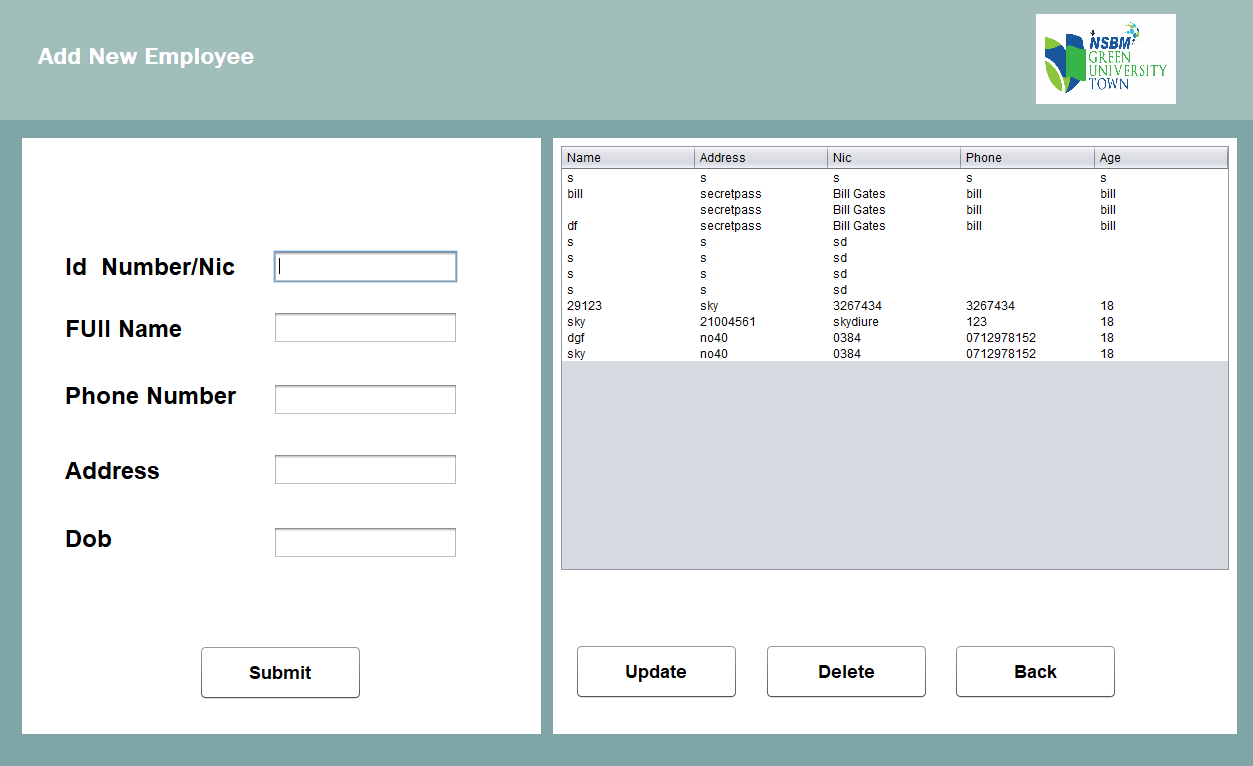 Add New Employee
NSBM
GREEN
UNIVERSITY
TOWN
Id  Number/Nic
FUll Name
Phone Number
Address
Dob
Submit
Name Address Nic Phone Age
s s s s s
bill secretpass Bill Gates bill bill
secretpass Bill Gates bill bill
df secretpass Bill Gates bill bill
s s sd
s s sd
s s sd
s s sd
29123 sky 3267434 3267434 18
sky 21004561 skydiure 123 18
dgf no40 0384 0712978152 18
sky no40 0384 0712978152 18
Update Delete Back